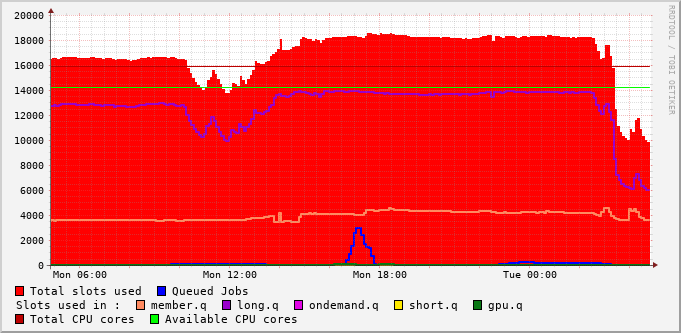 20000
18000
16000
14000
12000
10000
8000
6000
4000
2000
0
Mon 06:00 Mon 12:00 Mon 18:00 Tue 00:00
RRDTOOL / TOBI OETIKER
Total slots used Queued Jobs
Slots used in : member.q long.q ondemand.q short.q gpu.q
Total CPU cores Available CPU cores